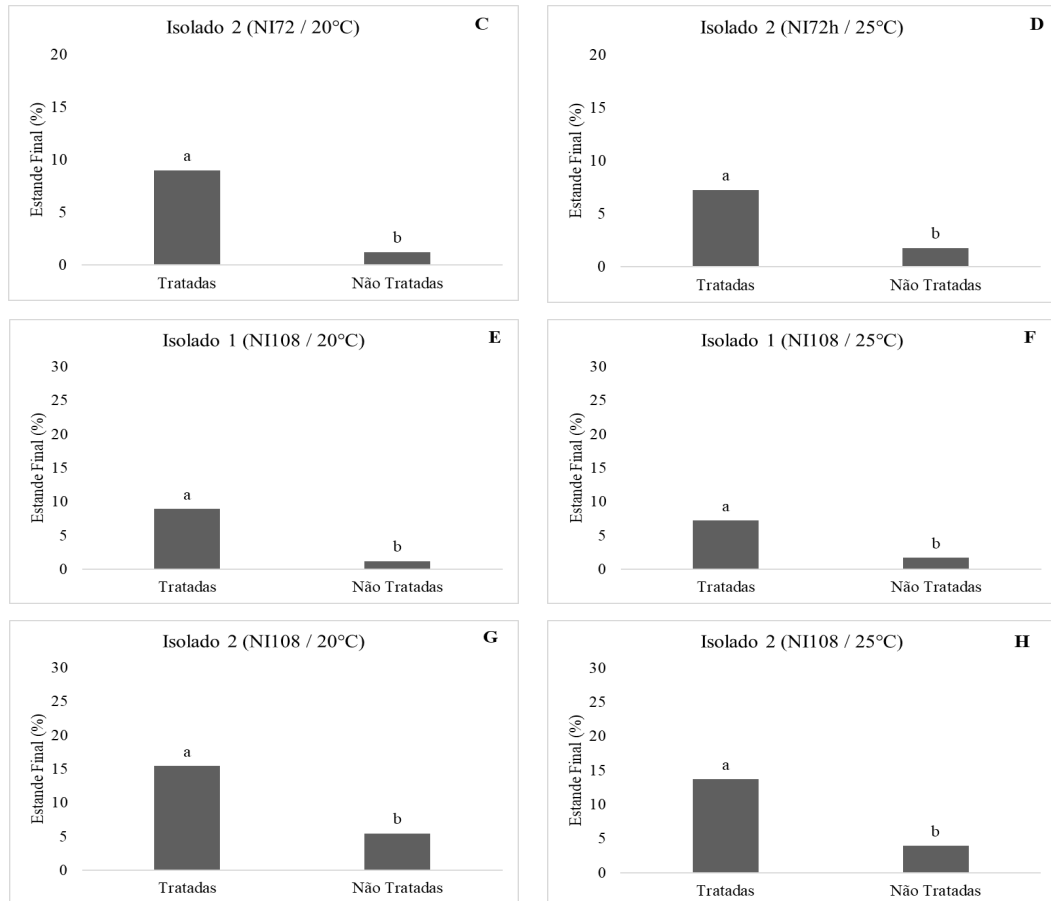 Isolado 2 (NI72 / 20°C)
C
20
15
10
5
0
Estande Final (%)
a
b
Tratadas
Não Tratadas
Isolado 2 (NI72h / 25°C)
D
20
15
10
5
0
Estande Final (%)
a
b
Tratadas
Não Tratadas
Isolado 1 (NI108 / 20°C)
E
30
25
20
15
10
5
0
Estande Final (%)
a
b
Tratadas
Não Tratadas
Isolado 1 (NI108 / 25°C)
F
30
25
20
15
10
5
0
Estande Final (%)
a
b
Tratadas
Não Tratadas
Isolado 2 (NI108 / 20°C)
G
30
25
20
15
10
5
0
Estande Final (%)
a
b
Tratadas
Não Tratadas
Isolado 2 (NI108 / 25°C)
H
30
25
20
15
10
5
0
Estande Final (%)
a
b
Tratadas
Não Tratadas